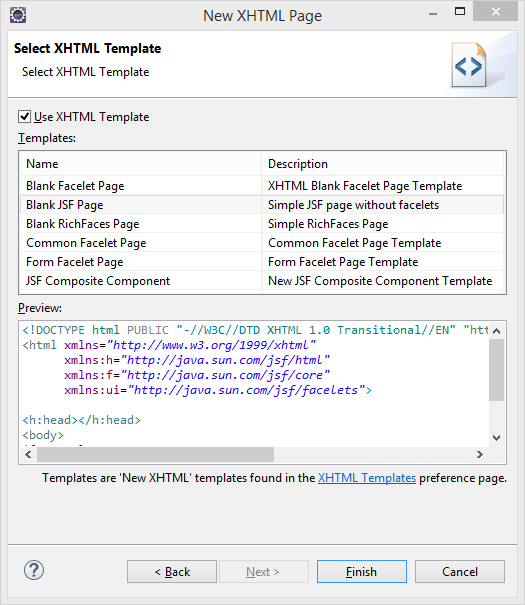 New XHTML Page
Select XHTML Template
Select XHTML Template
Use XHTML Template
Templates:
Name Description
Blank Facelet Page XHTML Blank Facelet Page Template
Blank JSF Page Simple JSF page without facelets
Blank RichFaces Page Simple RichFaces Page
Common Facelet Page Common Facelet Page Template
Form Facelet Page Form Facelet Page Template
JSF Composite Component New JSF Composite Component Template
Preview:
<!DOCTYPE html PUBLIC "-//W3C//DTD XHTML 1.0 Transitional//EN" "htt
<html xmlns="http://www.w3.org/1999/xhtml"
xmlns:h="http://java.sun.com/jsf/html"
xmlns:f="http://java.sun.com/jsf/core"
xmlns:ui="http://java.sun.com/jsf/facelets">
<h:head></h:head>
<body>
Templates are 'New XHTML' templates found in the XHTML Templates preference page.
? < Back Next > Finish Cancel